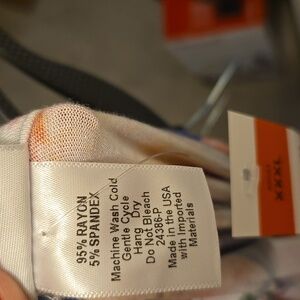 95% RAYON
5% SPANDEX
Machine Wash Cold
Gentle Cycle
Hang Dry
Do Not Bleach
24386-P
Made in the USA
with Imported
Materials
XXXL